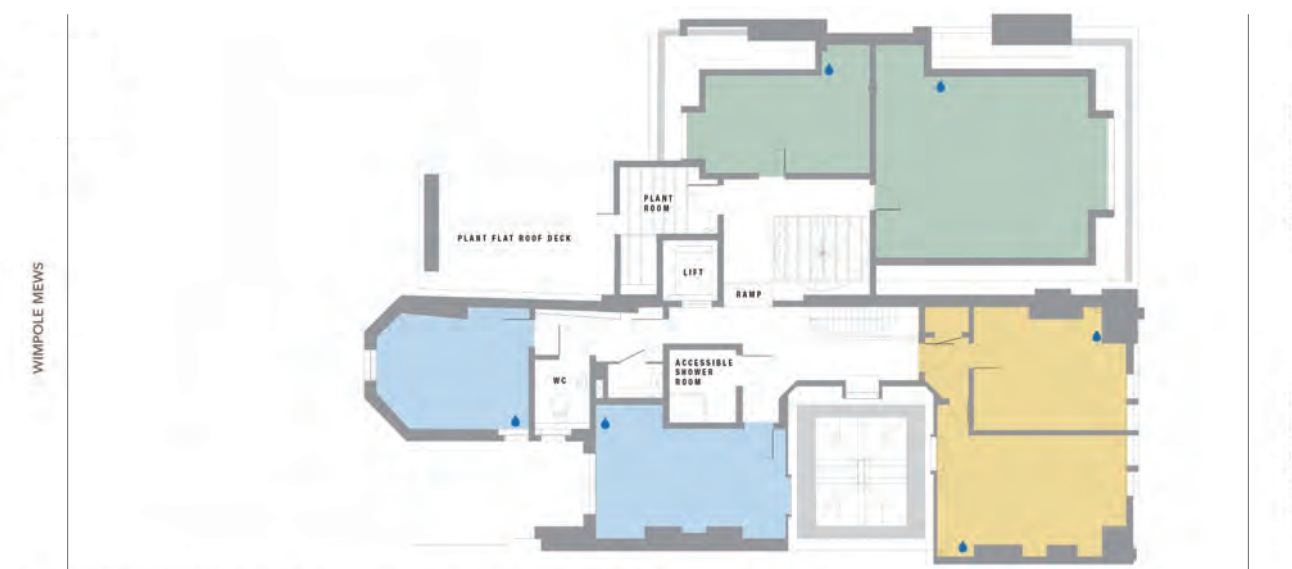 WIMPOLE MEWS
PLANT
ROOM
PLANT FLAT ROOF DECK
LIFT
RAMP
ACCESSIBLE
SHOWER
ROOM
WC